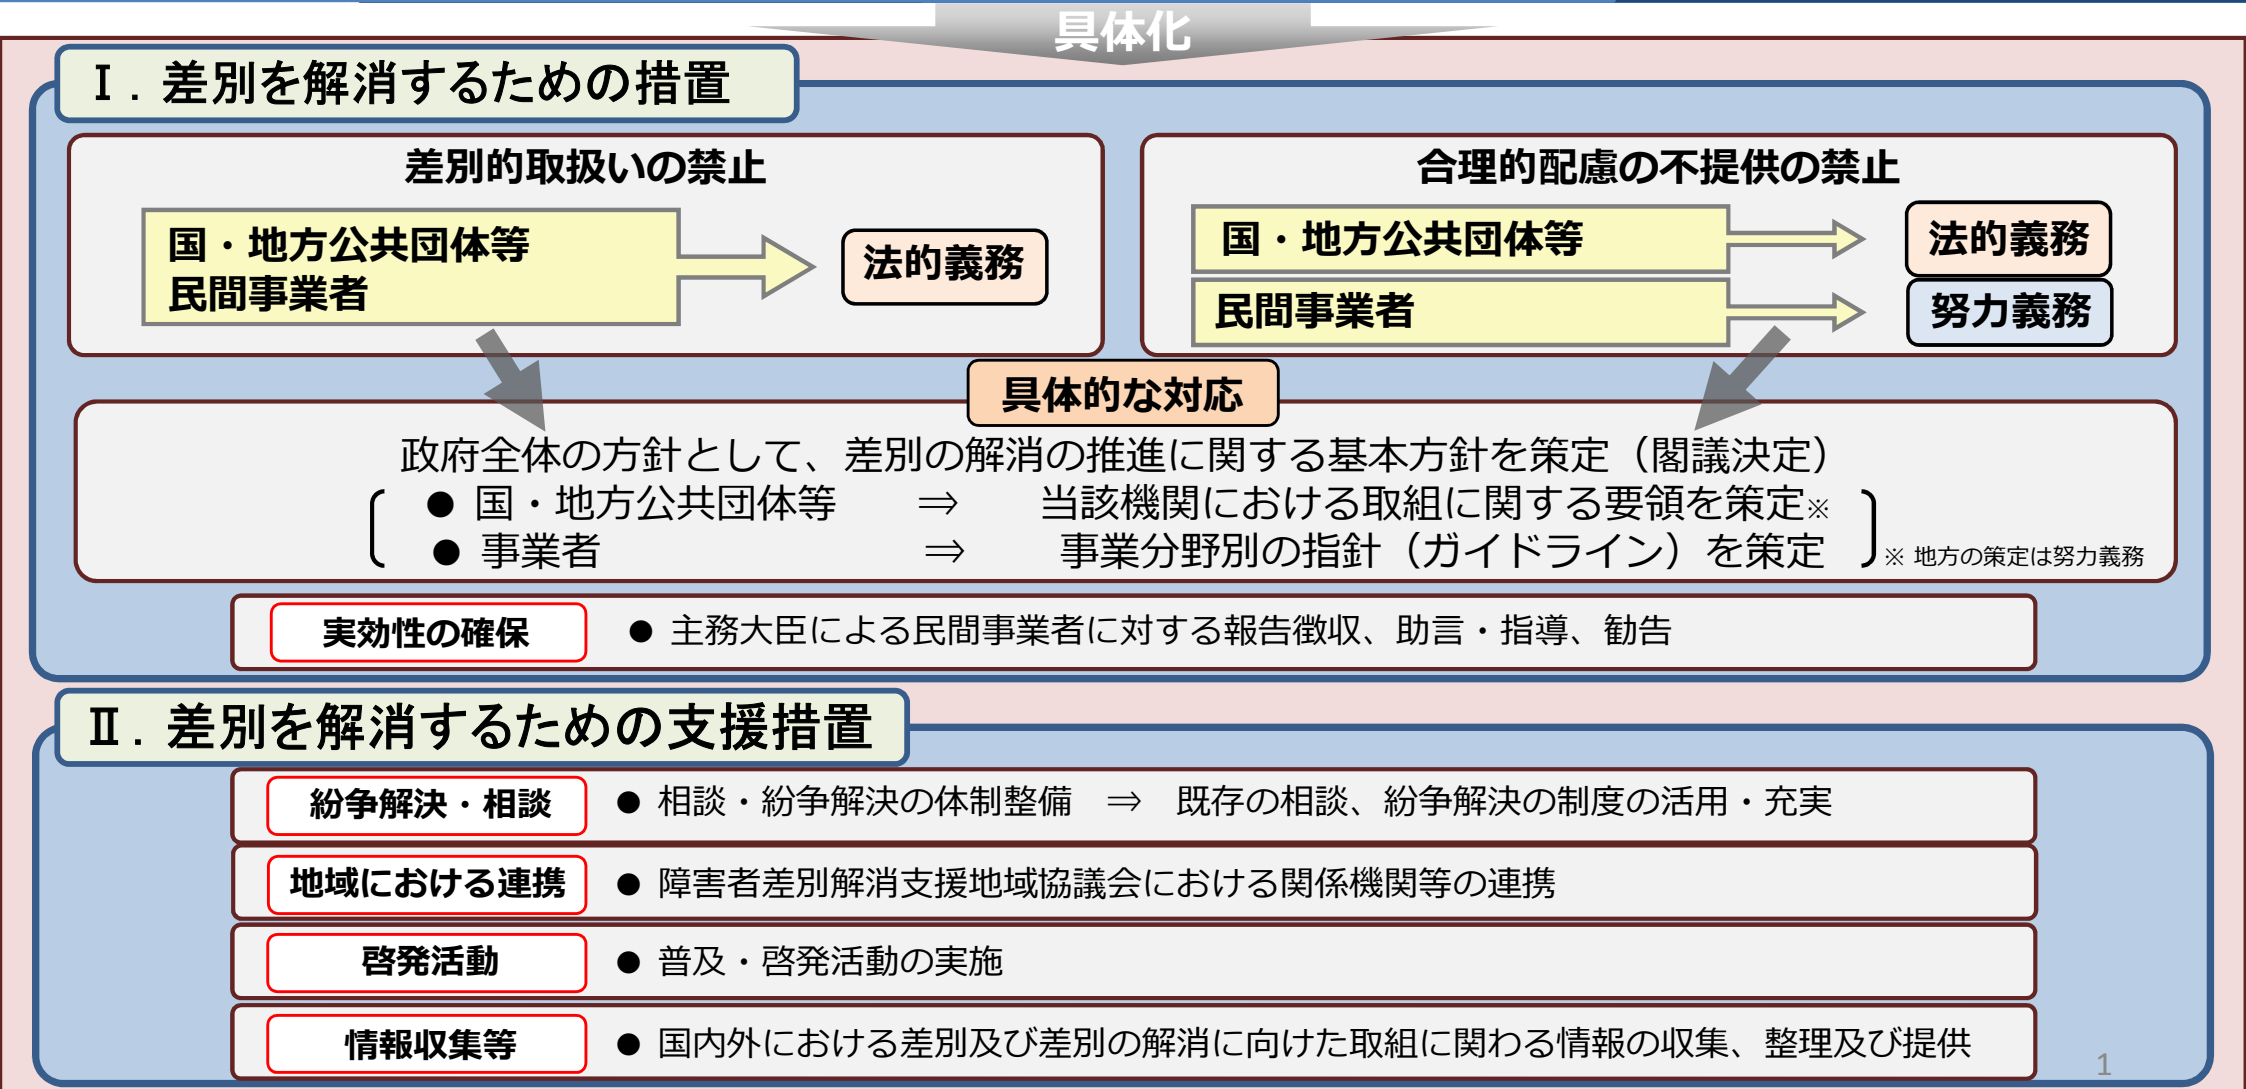 具体化
Ⅰ．差別を解消するための措置
差別的取扱いの禁止
国・地方公共団体等
民間事業者
法的義務
合理的配慮の不提供の禁止
国・地方公共団体等
法的義務
民間事業者
努力義務
具体的な対応
政府全体の方針として、差別の解消の推進に関する基本方針を策定（閣議決定）
● 国・地方公共団体等 ⇒ 当該機関における取組に関する要領を策定※
● 事業者 ⇒ 事業分野別の指針（ガイドライン）を策定
※ 地方の策定は努力義務
実効性の確保
● 主務大臣による民間事業者に対する報告徴収、助言・指導、勧告
Ⅱ．差別を解消するための支援措置
紛争解決・相談
● 相談・紛争解決の体制整備 ⇒ 既存の相談、紛争解決の制度の活用・充実
地域における連携
● 障害者差別解消支援地域協議会における関係機関等の連携
啓発活動
● 普及・啓発活動の実施
情報収集等
● 国内外における差別及び差別の解消に向けた取組に関わる情報の収集、整理及び提供
1